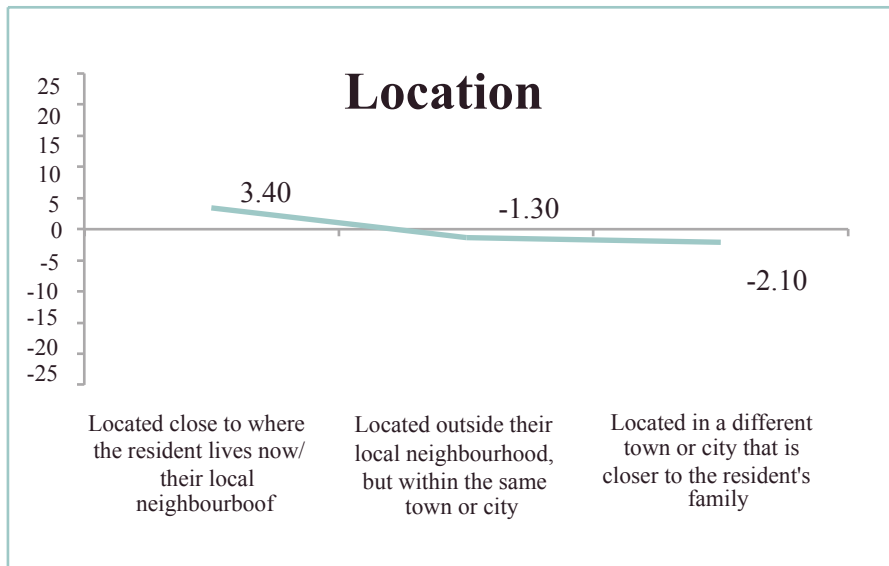 Location
25
20
15
10
5
0
-5
-10
-15
-20
-25
3.40
-1.30
-2.10
Located close to where
the resident lives now/
their local
neighbourboof
Located outside their
local neighbourhood,
but within the same
town or city
Located in a different
town or city that is
closer to the resident's
family